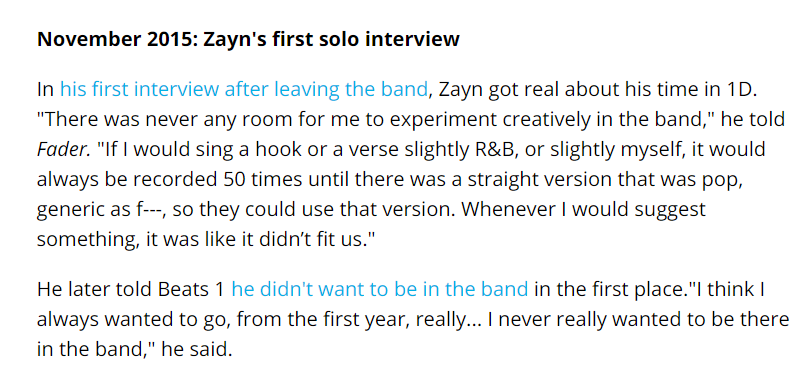 November 2015: Zayn's first solo interview
In his first interview after leaving the band, Zayn got real about his time in 1D.
"There was never any room for me to experiment creatively in the band," he told
Fader. "If I would sing a hook or a verse slightly R&B, or slightly myself, it would
always be recorded 50 times until there was a straight version that was pop,
generic as f---, so they could use that version. Whenever I would suggest
something, it was like it didn’t fit us."
He later told Beats 1 he didn't want to be in the band in the first place."I think I
always wanted to go, from the first year, really... I never really wanted to be there
in the band," he said.